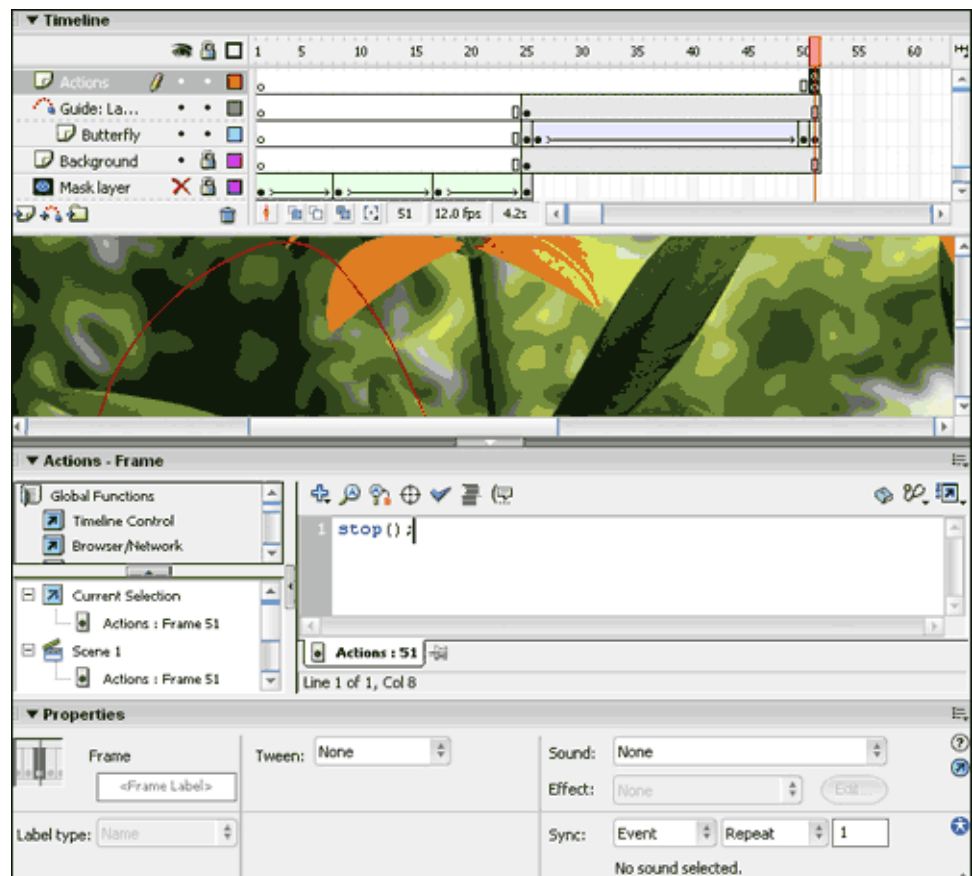 Timeline
1 5 10 15 20 25 30 35 40 45 50 55 60
Actions
Guide: La...
Butterfly
Background
Mask layer
51 12.0 fps 4.2s
Actions - Frame
Global Functions
Timeline Control
Browser/Network
1 stop();
Current Selection
Actions : Frame 51
Scene 1
Actions : Frame 51
Actions : 51
Line 1 of 1, Col 8
Properties
Frame
<Frame Label>
Label type: Name
Tween: None
Sound: None
Effect: None Edit...
Sync: Event Repeat 1
No sound selected.